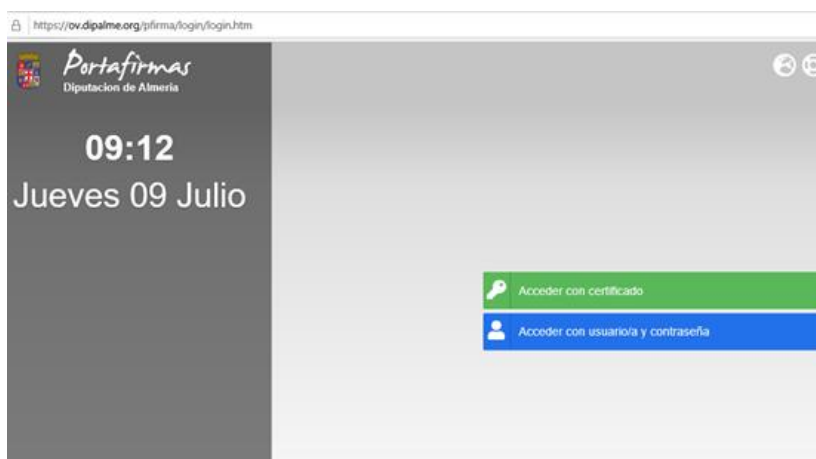 https://ov.dipalme.org/pfirma/login/login.htm
Portafirmas
Diputacion de Almeria
09:12
Jueves 09 Julio
Acceder con certificado
Acceder con usuario/a y contraseña